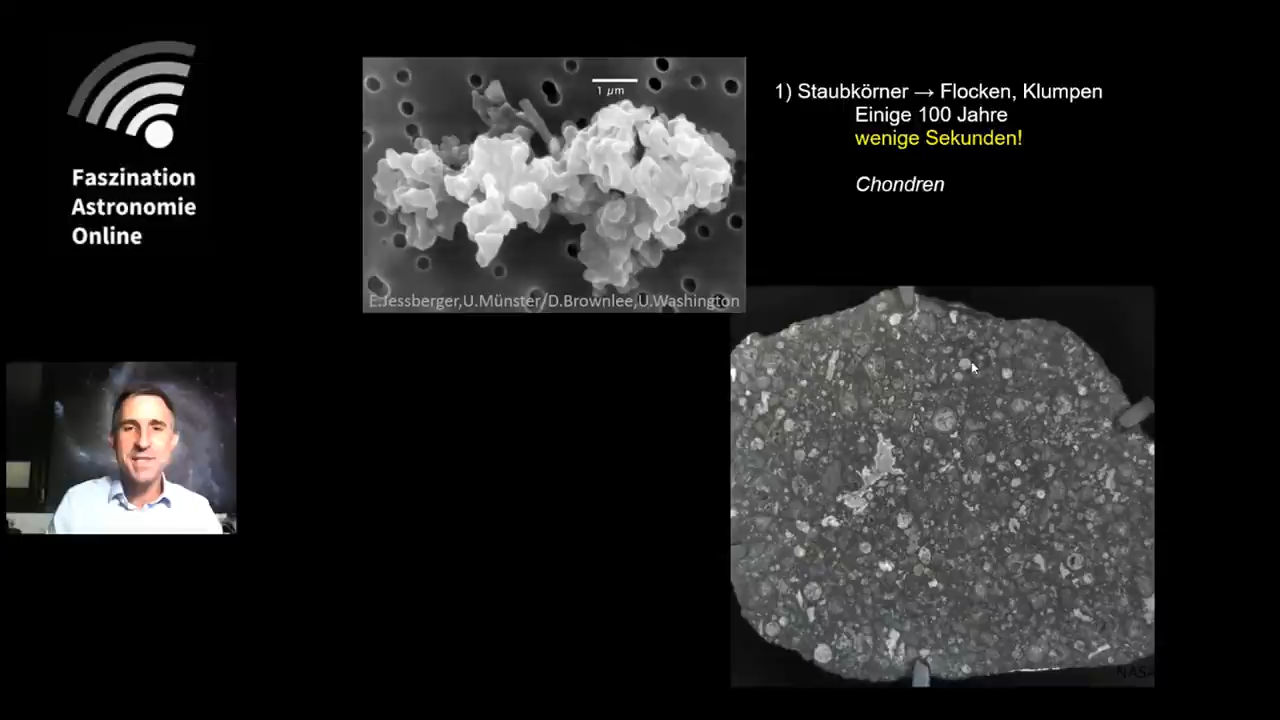 Faszination
Astronomie
Online
1 µm
E.Jessberger,U.Münster/D.Brownlee,U.Washington
1) Staubkörner → Flocken, Klumpen
Einige 100 Jahre
wenige Sekunden!
Chondren